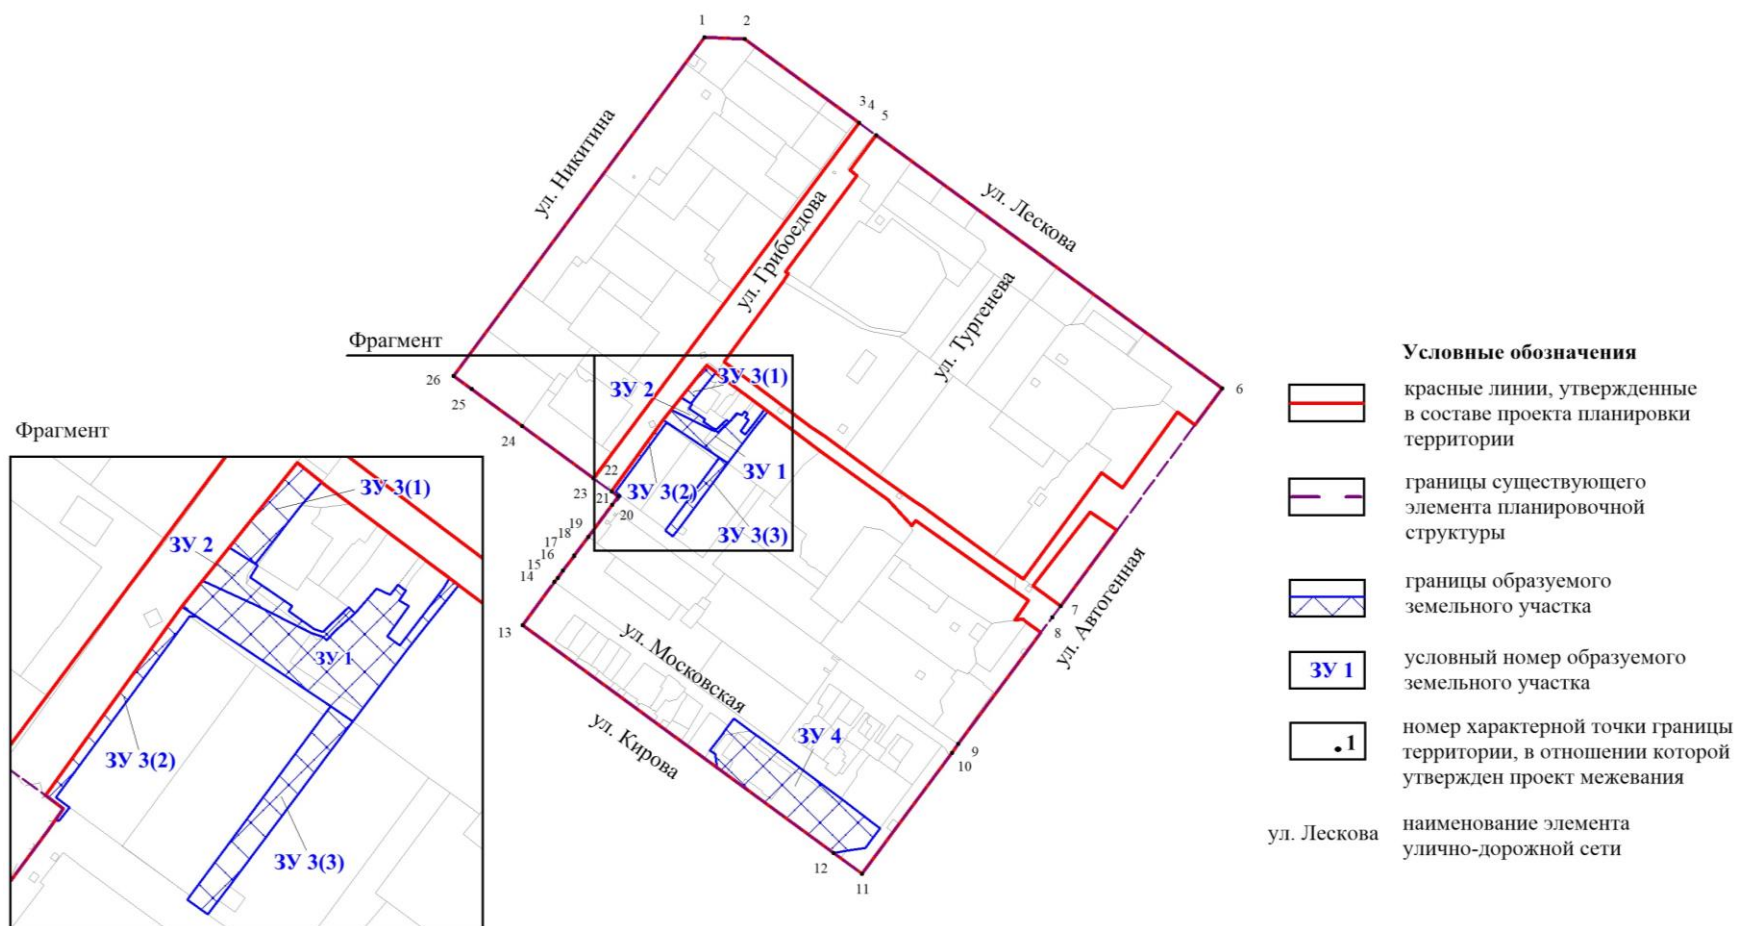 1
2
3
4
5
ул. Никитина
ул. Лескова
ул. Грибоедова
ул. Тургенева
Фрагмент
26
25
24
6
ЗУ 3(1)
ЗУ 2
ЗУ 1
ЗУ 3(2)
ЗУ 3(3)
22
23
21
20
19
18
17
16
15
14
13
7
8
ул. Автогенная
ул. Московская
ул. Кирова
ЗУ 4
9
10
12
11
Фрагмент
ЗУ 3(1)
ЗУ 2
ЗУ 1
ЗУ 3(2)
ЗУ 3(3)
Условные обозначения
красные линии, утвержденные
в составе проекта планировки
территории
границы существующего
элемента планировочной
структуры
границы образуемого
земельного участка
ЗУ 1
условный номер образуемого
земельного участка
.1
номер характерной точки границы
территории, в отношении которой
утвержден проект межевания
ул. Лескова
наименование элемента
улично-дорожной сети